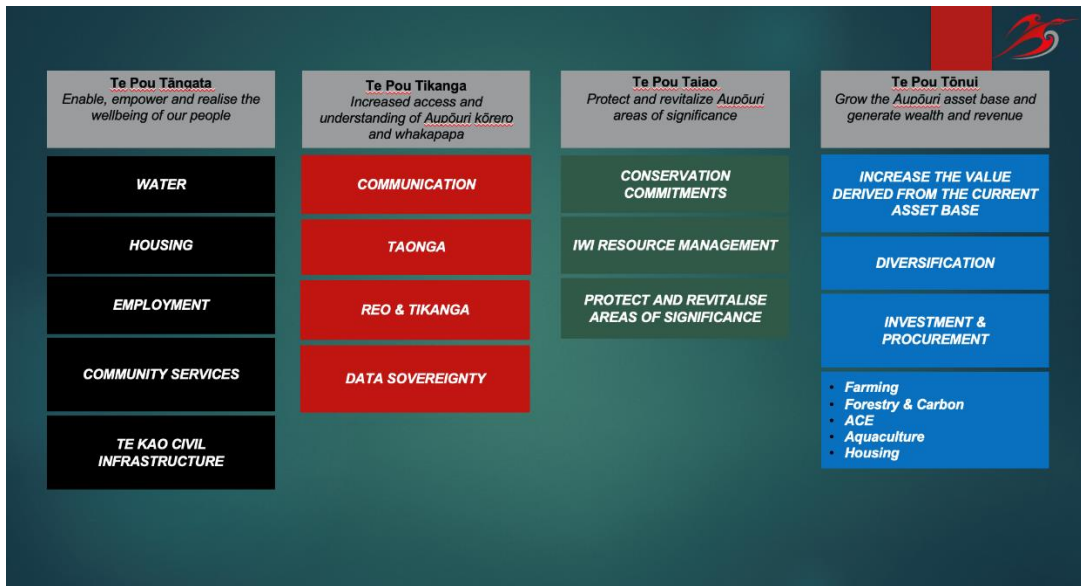 Te Pou Tāngata
Enable, empower and realise the
wellbeing of our people
WATER
HOUSING
EMPLOYMENT
COMMUNITY SERVICES
TE KAO CIVIL
INFRASTRUCTURE
Te Pou Tikanga
Increased access and
understanding of Aupōuri kōrero
and whakapapa
COMMUNICATION
TAONGA
REO & TIKANGA
DATA SOVEREIGNTY
Te Pou Taiao
Protect and revitalize Aupōuri
areas of significance
CONSERVATION
COMMITMENTS
IWI RESOURCE MANAGEMENT
PROTECT AND REVITALISE
AREAS OF SIGNIFICANCE
Te Pou Tōnui
Grow the Aupōuri asset base and
generate wealth and revenue
INCREASE THE VALUE
DERIVED FROM THE CURRENT
ASSET BASE
DIVERSIFICATION
INVESTMENT &
PROCUREMENT
• Farming
• Forestry & Carbon
• ACE
• Aquaculture
• Housing